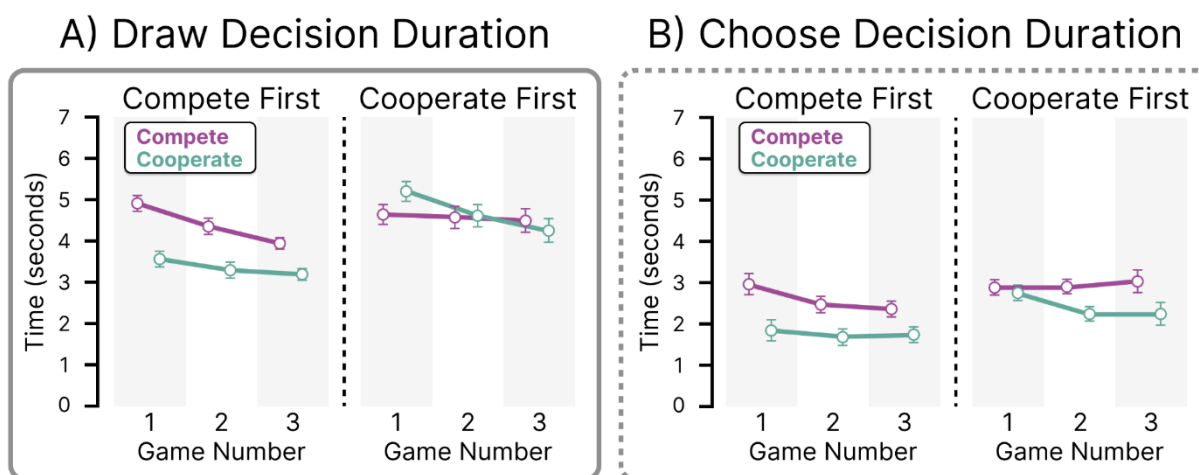 A) Draw Decision Duration
Compete First
Cooperate First
Compete
Cooperate
Time (seconds)
7
6
5
4
3
2
1
0
1 2 3
Game Number
1 2 3
Game Number
B) Choose Decision Duration
Compete First
Cooperate First
Compete
Cooperate
Time (seconds)
7
6
5
4
3
2
1
0
1 2 3
Game Number
1 2 3
Game Number